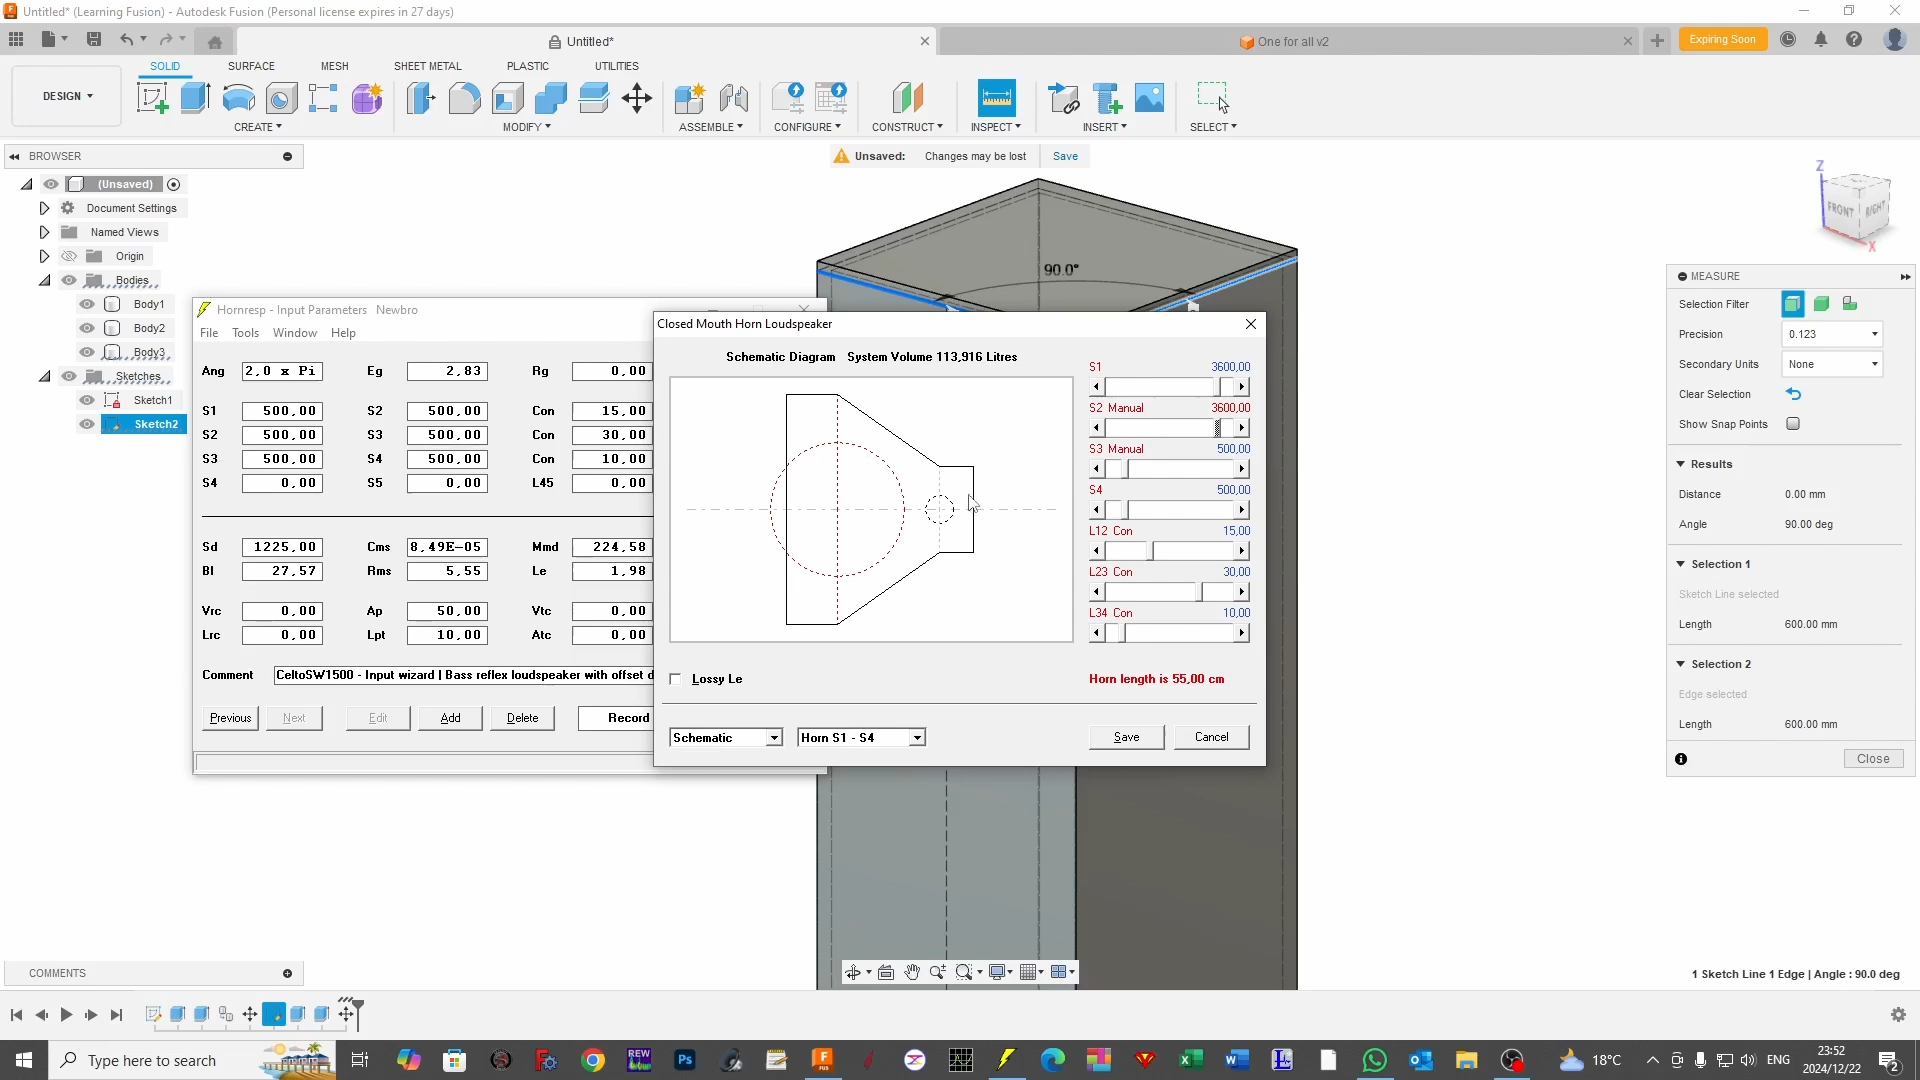 Untitled* (Learning Fusion) - Autodesk Fusion (Personal license expires in 27 days)
Untitled*
One for all v2
Expiring Soon
DESIGN
SOLID SURFACE MESH SHEET METAL PLASTIC UTILITIES
CREATE MODIFY ASSEMBLE CONFIGURE CONSTRUCT INSPECT INSERT SELECT
BROWSER
Unsaved: Changes may be lost Save
(Unsaved)
Document Settings
Named Views
Origin
Bodies
Body1
Body2
Body3
Sketches
Sketch1
Sketch2
90.0°
Z
FRONT RIGHT
X
Hornresp - Input Parameters Newbro
File Tools Window Help
Ang 2,0 x Pi Eg 2,83 Rg 0,00
S1 500,00 S2 500,00 Con 15,00
S2 500,00 S3 500,00 Con 30,00
S3 500,00 S4 500,00 Con 10,00
S4 0,00 S5 0,00 L45 0,00
Sd 1225,00 Cms 8,49E-05 Mmd 224,58
Bl 27,57 Rms 5,55 Le 1,98
Vrc 0,00 Ap 50,00 Vtc 0,00
Lrc 0,00 Lpt 10,00 Atc 0,00
Comment CeltoSW1500 - Input wizard | Bass reflex loudspeaker with offset d
Previous Next Edit Add Delete Record
Closed Mouth Horn Loudspeaker
Schematic Diagram System Volume 113,916 Litres
S1 3600,00
S2 Manual 3600,00
S3 Manual 500,00
S4 500,00
L12 Con 15,00
L23 Con 30,00
L34 Con 10,00
Lossy Le
Horn length is 55,00 cm
Schematic Horn S1 - S4 Save Cancel
MEASURE
Selection Filter
Precision 0.123
Secondary Units None
Clear Selection
Show Snap Points
Results
Distance 0.00 mm
Angle 90.00 deg
Selection 1
Sketch Line selected
Length 600.00 mm
Selection 2
Edge selected
Length 600.00 mm
Close
COMMENTS
1 Sketch Line 1 Edge | Angle : 90.0 deg
Type here to search
REW
Ps
FUS
18°C
ENG
23:52
2024/12/22
2